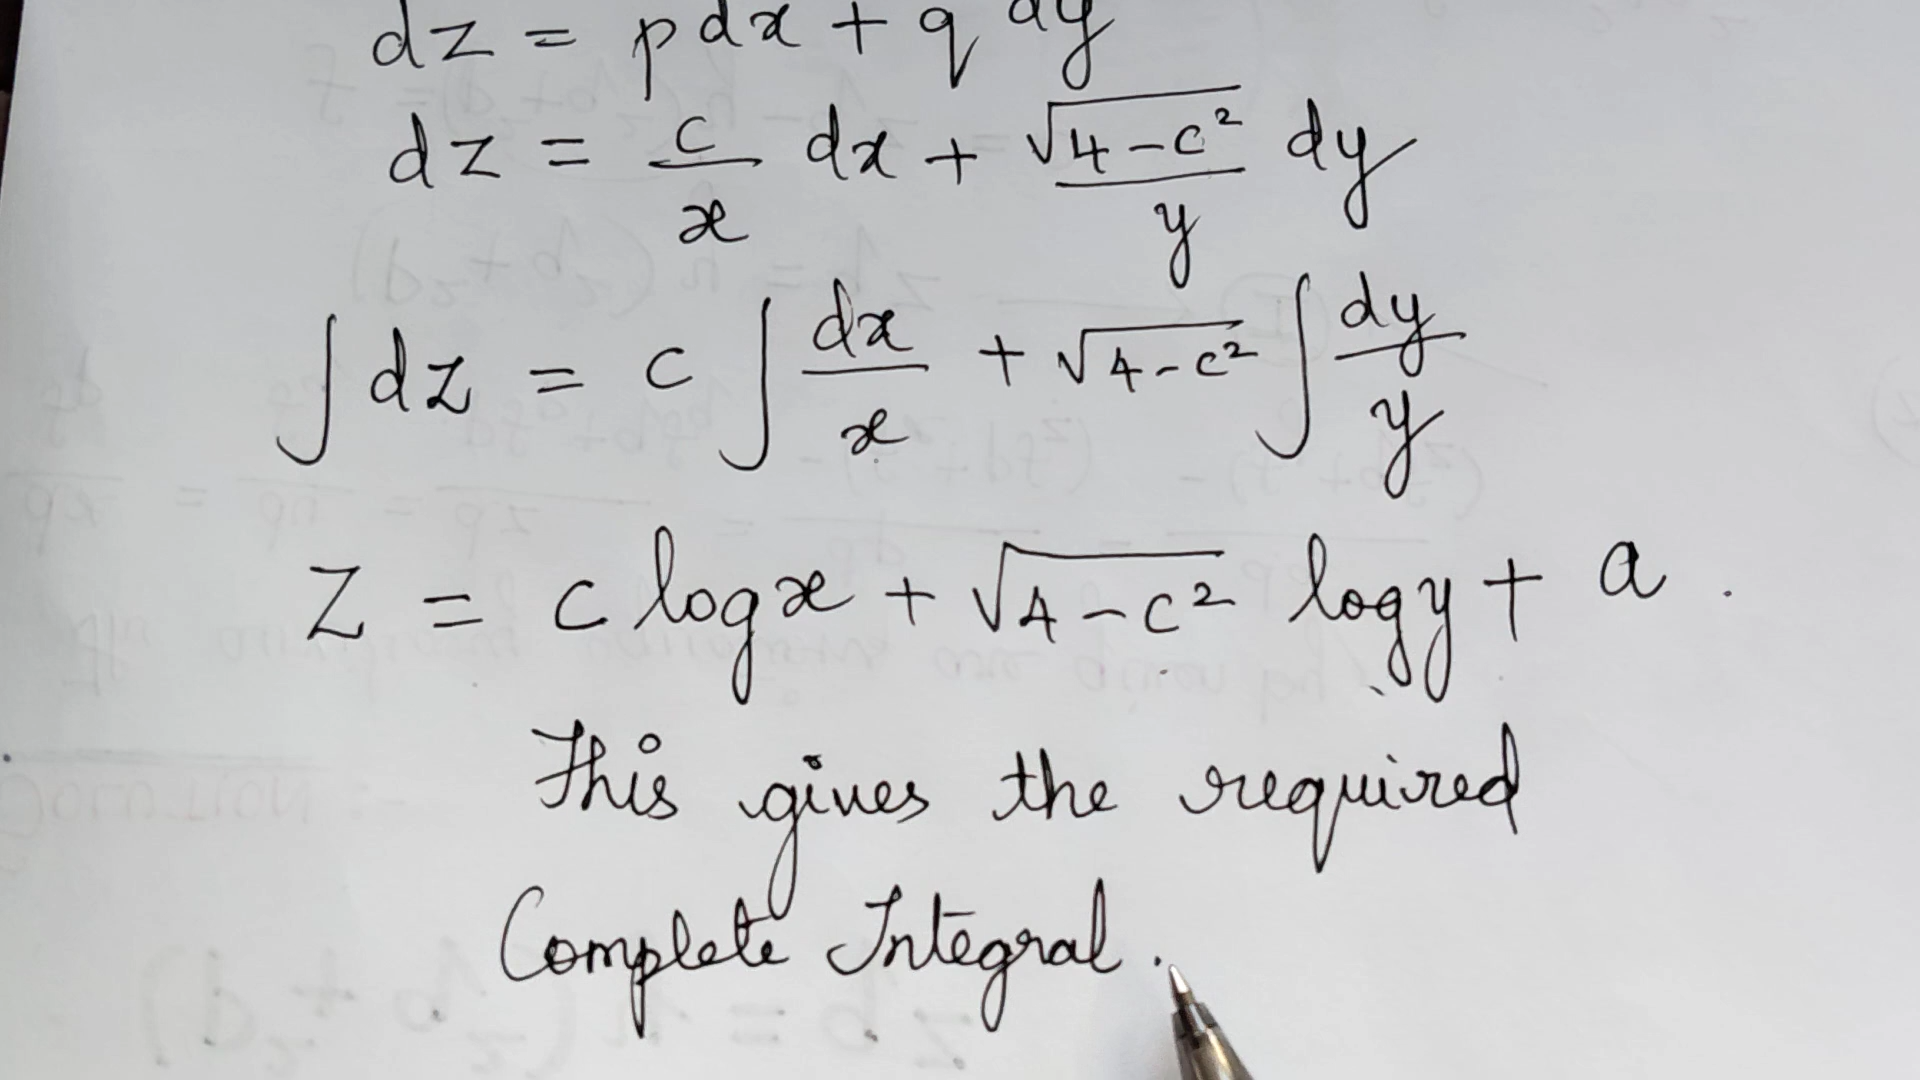 dz = pdx + q dy
dz = c/x dx + √(4-c²)/y dy
∫dz = c ∫ dx/x + √(4-c²) ∫ dy/y
Z = c log x + √(4-c²) log y + a .
This gives the required
Complete Integral.